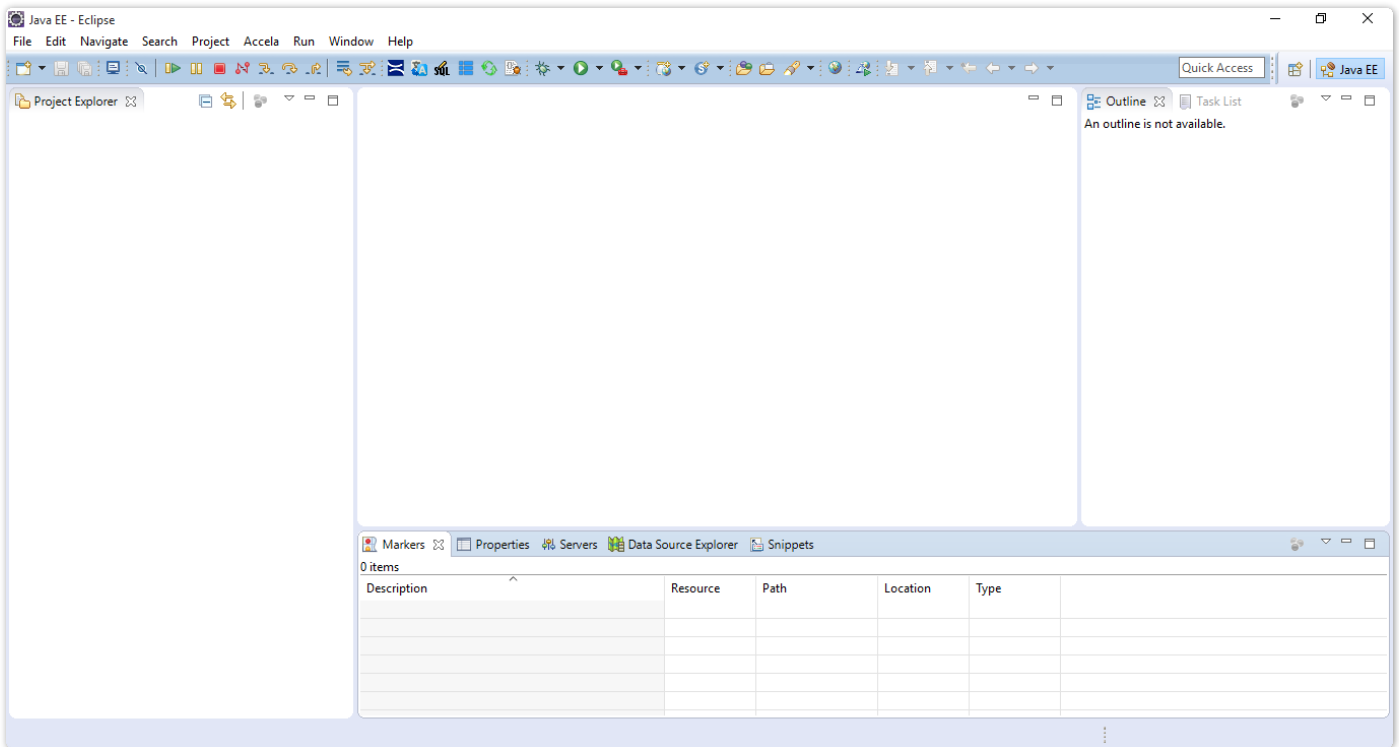 Java EE - Eclipse
File Edit Navigate Search Project Accela Run Window Help
SQL
Quick Access
Java EE
Project Explorer
Outline Task List
An outline is not available.
Markers Properties Servers Data Source Explorer Snippets
0 items
Description Resource Path Location Type